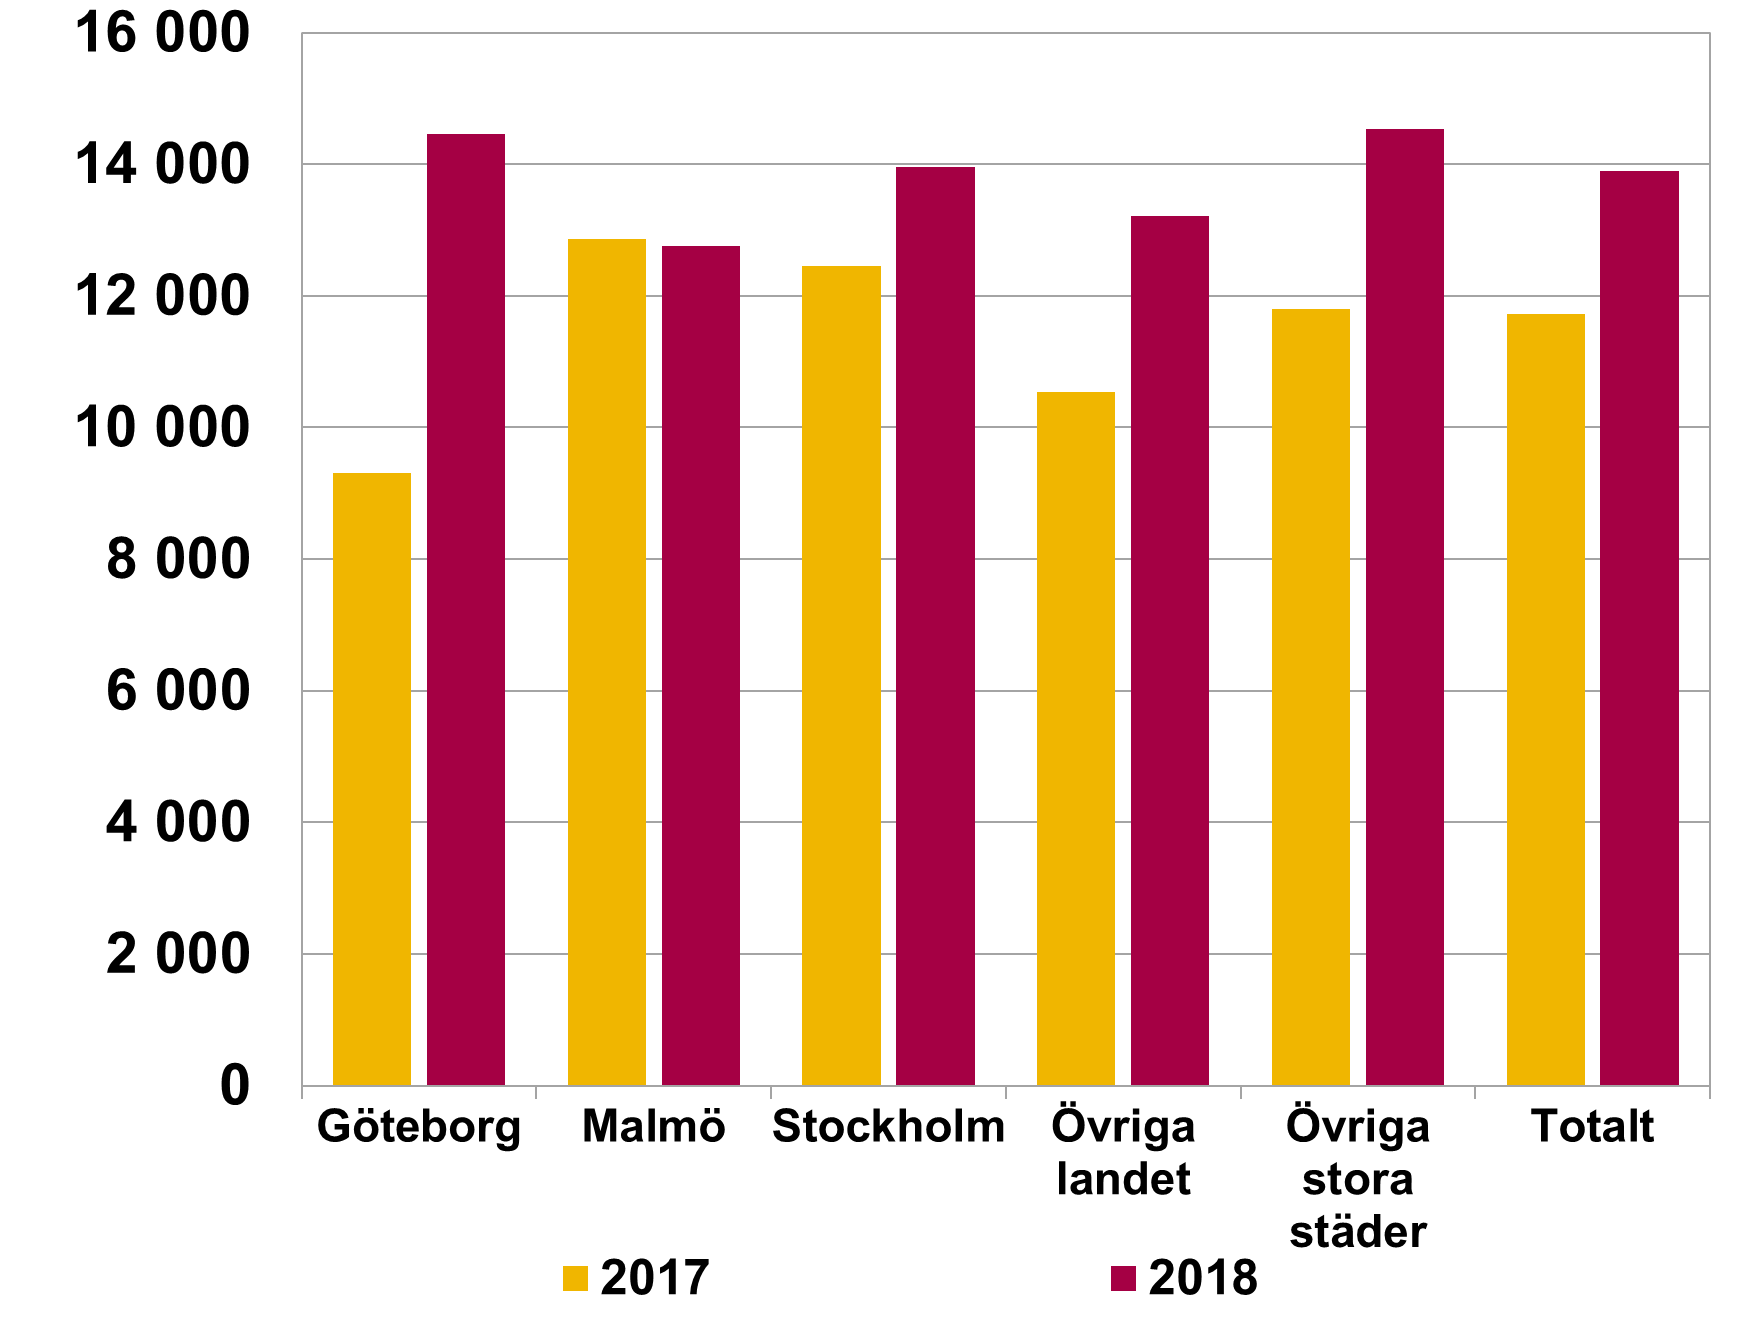 16 000
14 000
12 000
10 000
8 000
6 000
4 000
2 000
0
Göteborg
Malmö
Stockholm
Övriga
landet
Övriga
stora
städer
Totalt
2017
2018